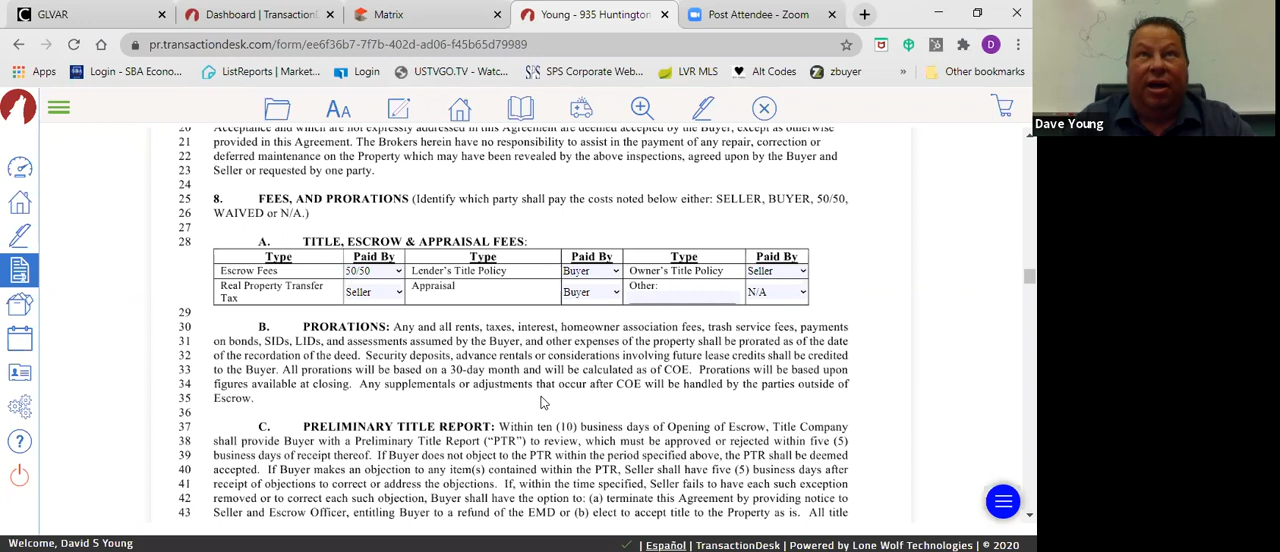 GLVAR
Dashboard | TransactionL
Matrix
Young - 935 Huntington
Post Attendee - Zoom
pr.transactiondesk.com/form/ee6f36b7-7f7b-402d-ad06-f45b65d79989
D
Apps
Login - SBA Econo...
ListReports | Market...
Login
USTVGO.TV - Watc...
SPS Corporate Web...
LVR MLS
Alt Codes
zbuyer
»
Other bookmarks
Dave Young
20 Acceptance and which are not expressly addressed in this Agreement are deemed accepted by the Buyer, except as otherwise
21 provided in this Agreement. The Brokers herein have no responsibility to assist in the payment of any repair, correction or
22 deferred maintenance on the Property which may have been revealed by the above inspections, agreed upon by the Buyer and
23 Seller or requested by one party.
24
25 8. FEES, AND PRORATIONS (Identify which party shall pay the costs noted below either: SELLER, BUYER, 50/50,
26 WAIVED or N/A.)
27
28 A. TITLE, ESCROW & APPRAISAL FEES:
Type Paid By Type Paid By Type Paid By
Escrow Fees 50/50 Lender's Title Policy Buyer Owner's Title Policy Seller
Real Property Transfer Tax Seller Appraisal Buyer Other: N/A
29
30 B. PRORATIONS: Any and all rents, taxes, interest, homeowner association fees, trash service fees, payments
31 on bonds, SIDs, LIDs, and assessments assumed by the Buyer, and other expenses of the property shall be prorated as of the date
32 of the recordation of the deed. Security deposits, advance rentals or considerations involving future lease credits shall be credited
33 to the Buyer. All prorations will be based on a 30-day month and will be calculated as of COE. Prorations will be based upon
34 figures available at closing. Any supplementals or adjustments that occur after COE will be handled by the parties outside of
35 Escrow.
36
37 C. PRELIMINARY TITLE REPORT: Within ten (10) business days of Opening of Escrow, Title Company
38 shall provide Buyer with a Preliminary Title Report ("PTR") to review, which must be approved or rejected within five (5)
39 business days of receipt thereof. If Buyer does not object to the PTR within the period specified above, the PTR shall be deemed
40 accepted. If Buyer makes an objection to any item(s) contained within the PTR, Seller shall have five (5) business days after
41 receipt of objections to correct or address the objections. If, within the time specified, Seller fails to have each such exception
42 removed or to correct each such objection, Buyer shall have the option to: (a) terminate this Agreement by providing notice to
43 Seller and Escrow Officer, entitling Buyer to a refund of the EMD or (b) elect to accept title to the Property as is. All title
Welcome, David S Young
| Español | TransactionDesk | Powered by Lone Wolf Technologies | © 2020